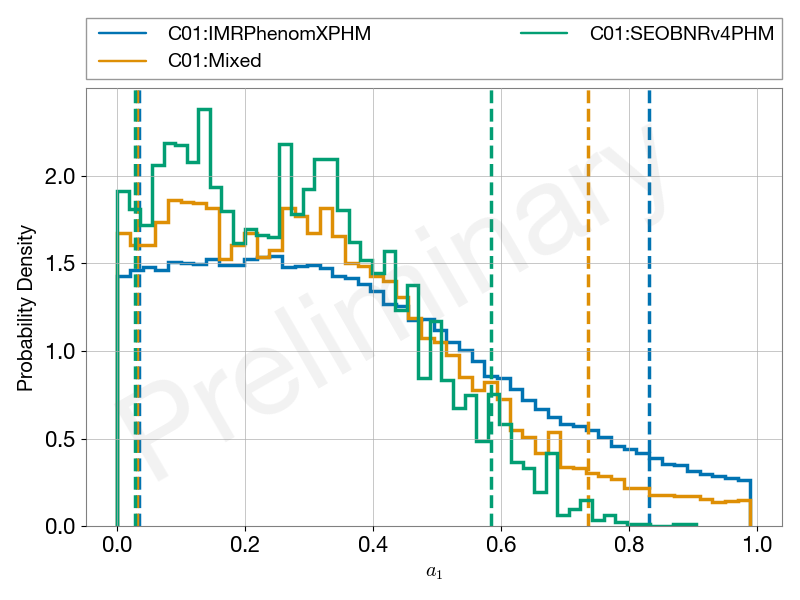 C01:IMRPhenomXPHM
C01:Mixed
C01:SEOBNRv4PHM
Preliminary
Probability Density
2.0
1.5
1.0
0.5
0.0
0.0 0.2 0.4 0.6 0.8 1.0
a₁